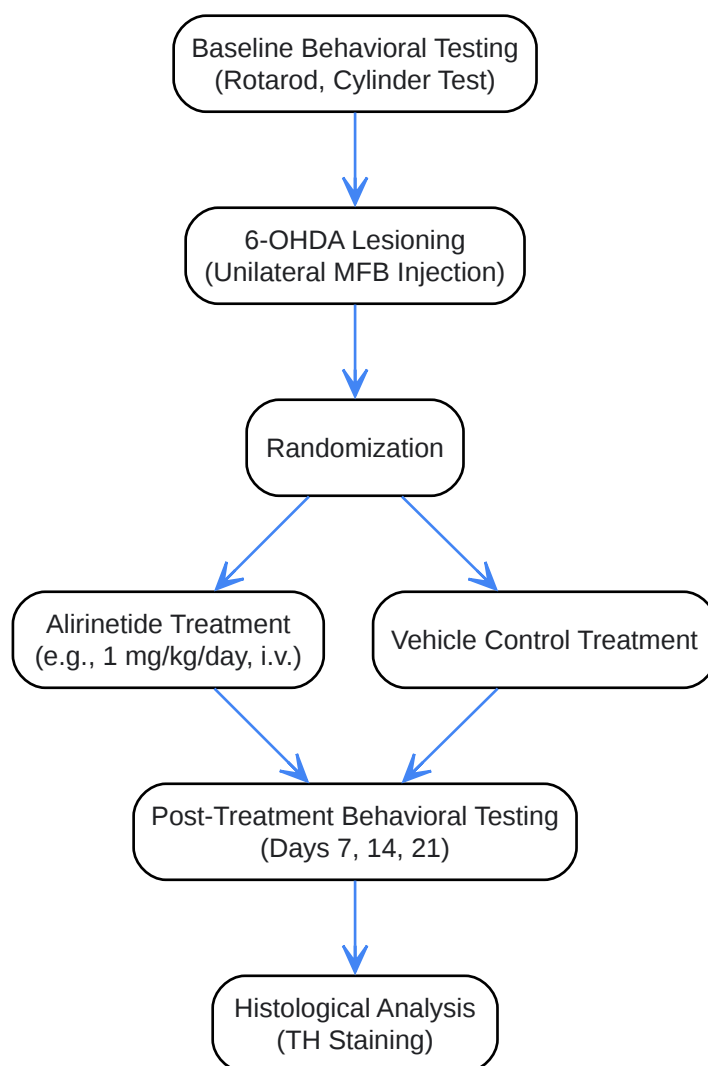 Baseline Behavioral Testing
(Rotarod, Cylinder Test)
6-OHDA Lesioning
(Unilateral MFB Injection)
Randomization
Alirinetide Treatment
(e.g., 1 mg/kg/day, i.v.)
Vehicle Control Treatment
Post-Treatment Behavioral Testing
(Days 7, 14, 21)
Histological Analysis
(TH Staining)